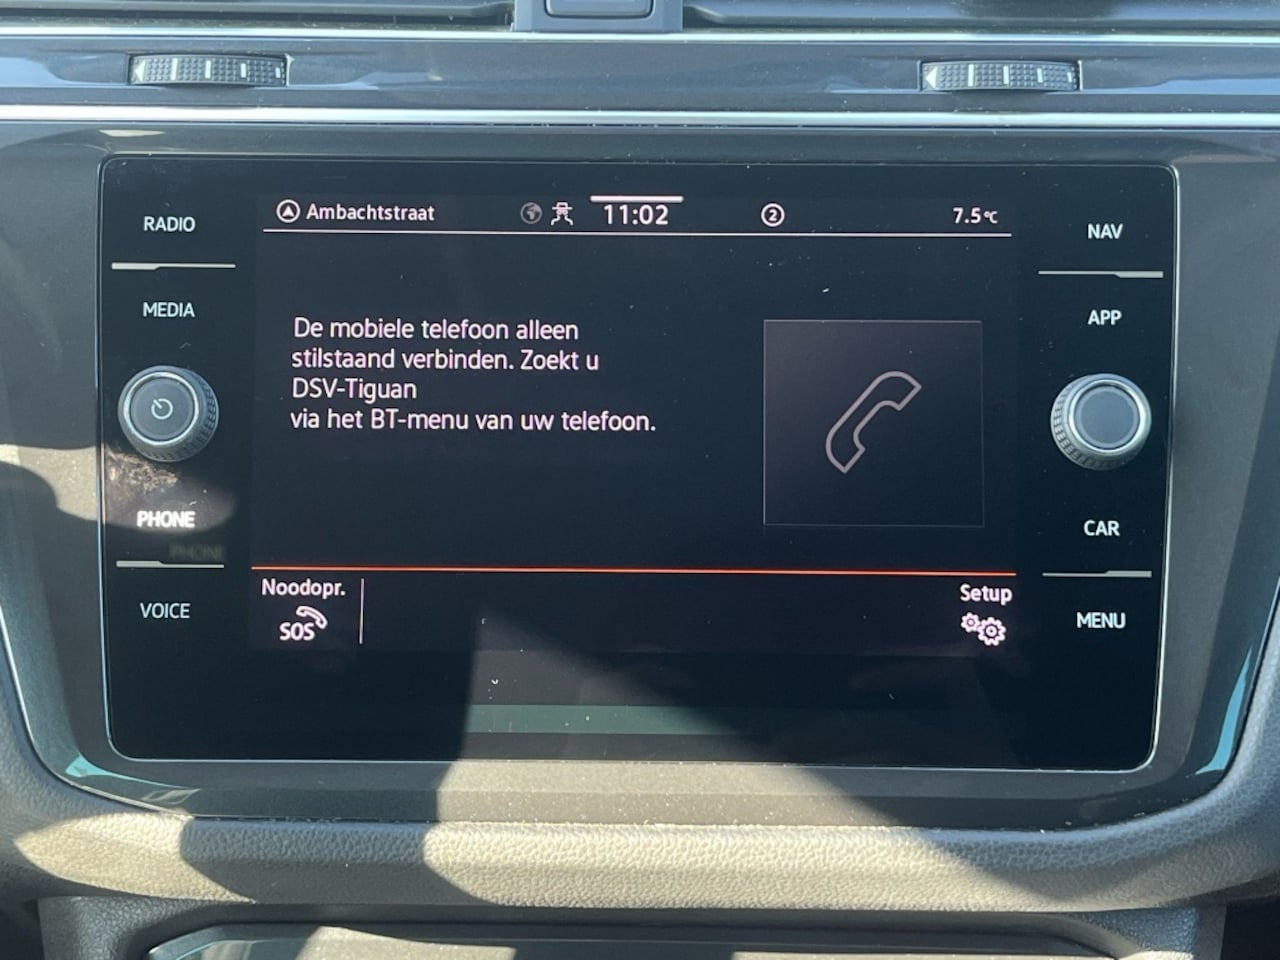 RADIO
MEDIA
PHONE
VOICE
Ambachtstraat
11:02
2
7.5°C
De mobiele telefoon alleen
stilstaand verbinden. Zoekt u
DSV-Tiguan
via het BT-menu van uw telefoon.
Noodopr.
SOS
Setup
NAV
APP
CAR
MENU